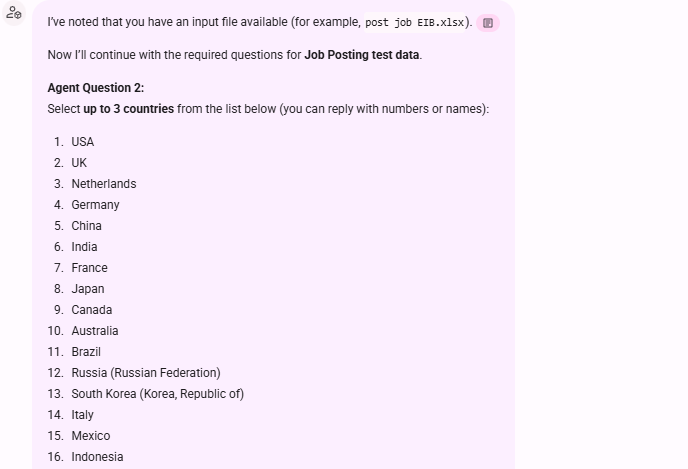 I've noted that you have an input file available (for example, post job EIB.xlsx).
Now I'll continue with the required questions for Job Posting test data.
Agent Question 2:
Select up to 3 countries from the list below (you can reply with numbers or names):
1. USA
2. UK
3. Netherlands
4. Germany
5. China
6. India
7. France
8. Japan
9. Canada
10. Australia
11. Brazil
12. Russia (Russian Federation)
13. South Korea (Korea, Republic of)
14. Italy
15. Mexico
16. Indonesia